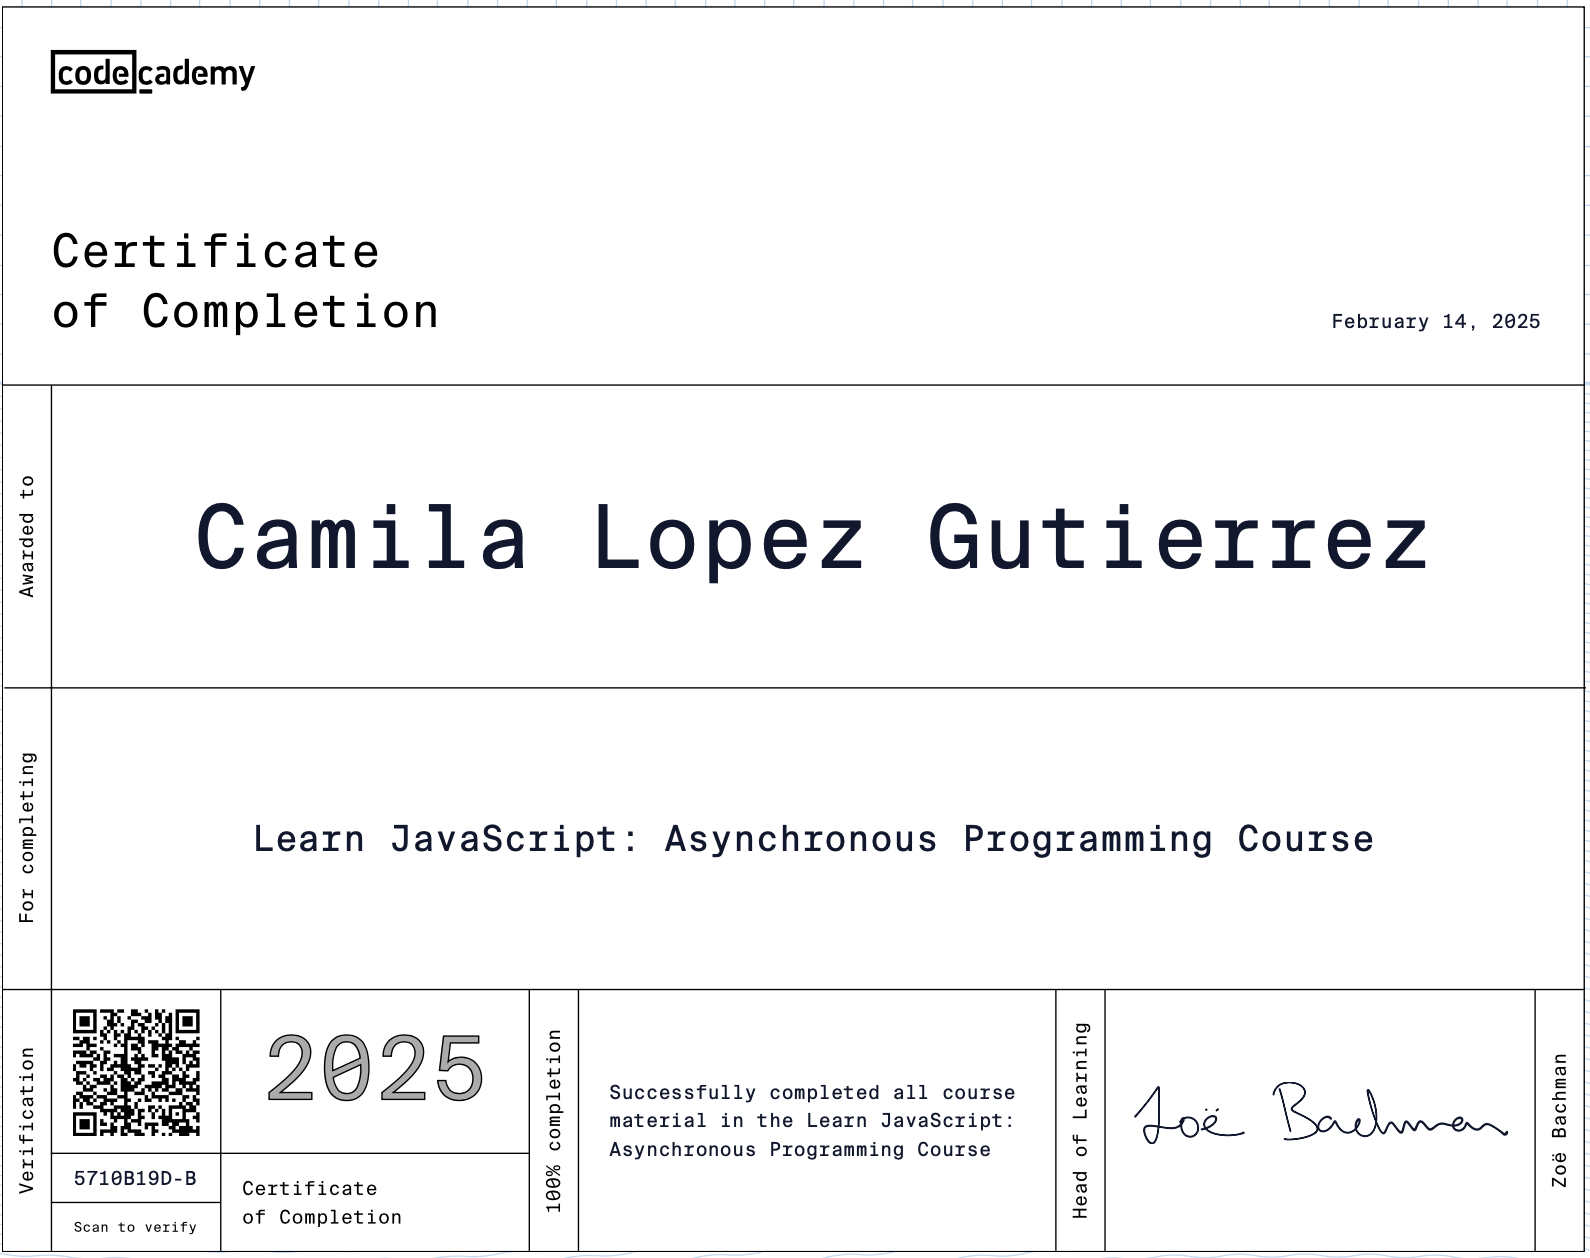 codecademy
Certificate
of Completion
February 14, 2025
Awarded to
Camila Lopez Gutierrez
For completing
Learn JavaScript: Asynchronous Programming Course
Verification
5710B19D-B
Scan to verify
2025
Certificate
of Completion
100% completion
Successfully completed all course
material in the Learn JavaScript:
Asynchronous Programming Course
Head of Learning
Zoë Bachman
Zoë Bachman